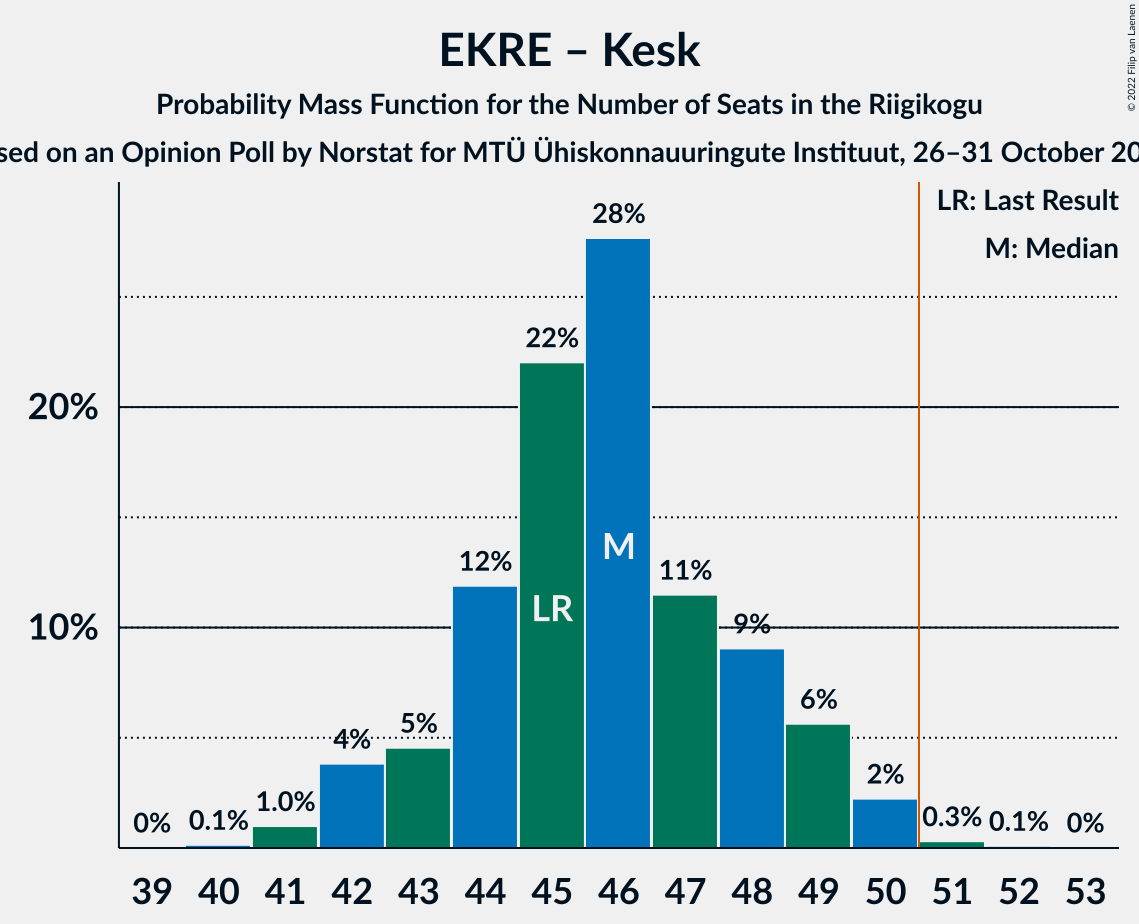 EKRE – Kesk
Probability Mass Function for the Number of Seats in the Riigikogu
on an Opinion Poll by Norstat for MTÜ Ühiskonnauuringute Instituut, 26–31 October
© 2022 Filip van Laenen
LR: Last Result
M: Median
28%
22%
20%
12%
M
11%
LR
10%
9%
6%
5%
4%
2%
1.0%
0.3%
0.1%
0.1%
0%
0%
39 40 41 42 43 44 45 46 47 48 49 50 51 52 53